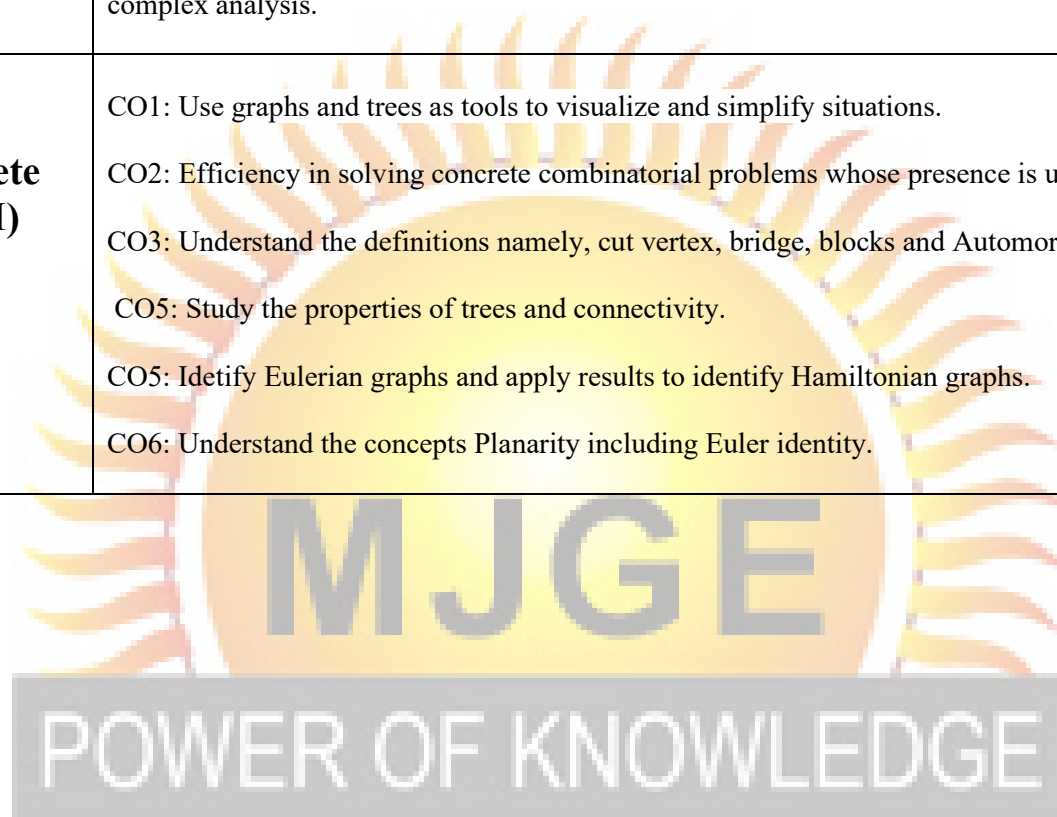 complex analysis.
CO1: Use graphs and trees as tools to visualize and simplify situations.
CO2: Efficiency in solving concrete combinatorial problems whose presence is
CO3: Understand the definitions namely, cut vertex, bridge, blocks and
CO5: Study the properties of trees and connectivity.
CO5: Idetify Eulerian graphs and apply results to identify Hamiltonian graphs.
CO6: Understand the concepts Planarity including Euler identity.
MJGE
POWER OF KNOWLEDGE